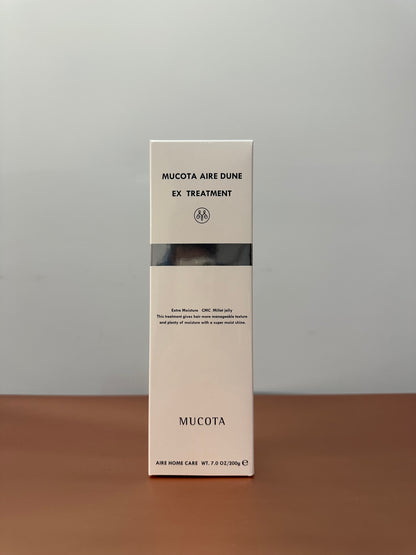 MUCOTA AIRE DUNE
EX TREATMENT
Extra Moisture CMC Millet jelly
This treatment gives hair more manageable texture
and plenty of moisture with a super moist shine.
MUCOTA
AIRE HOME CARE WT. 7.0 OZ/200g ℮